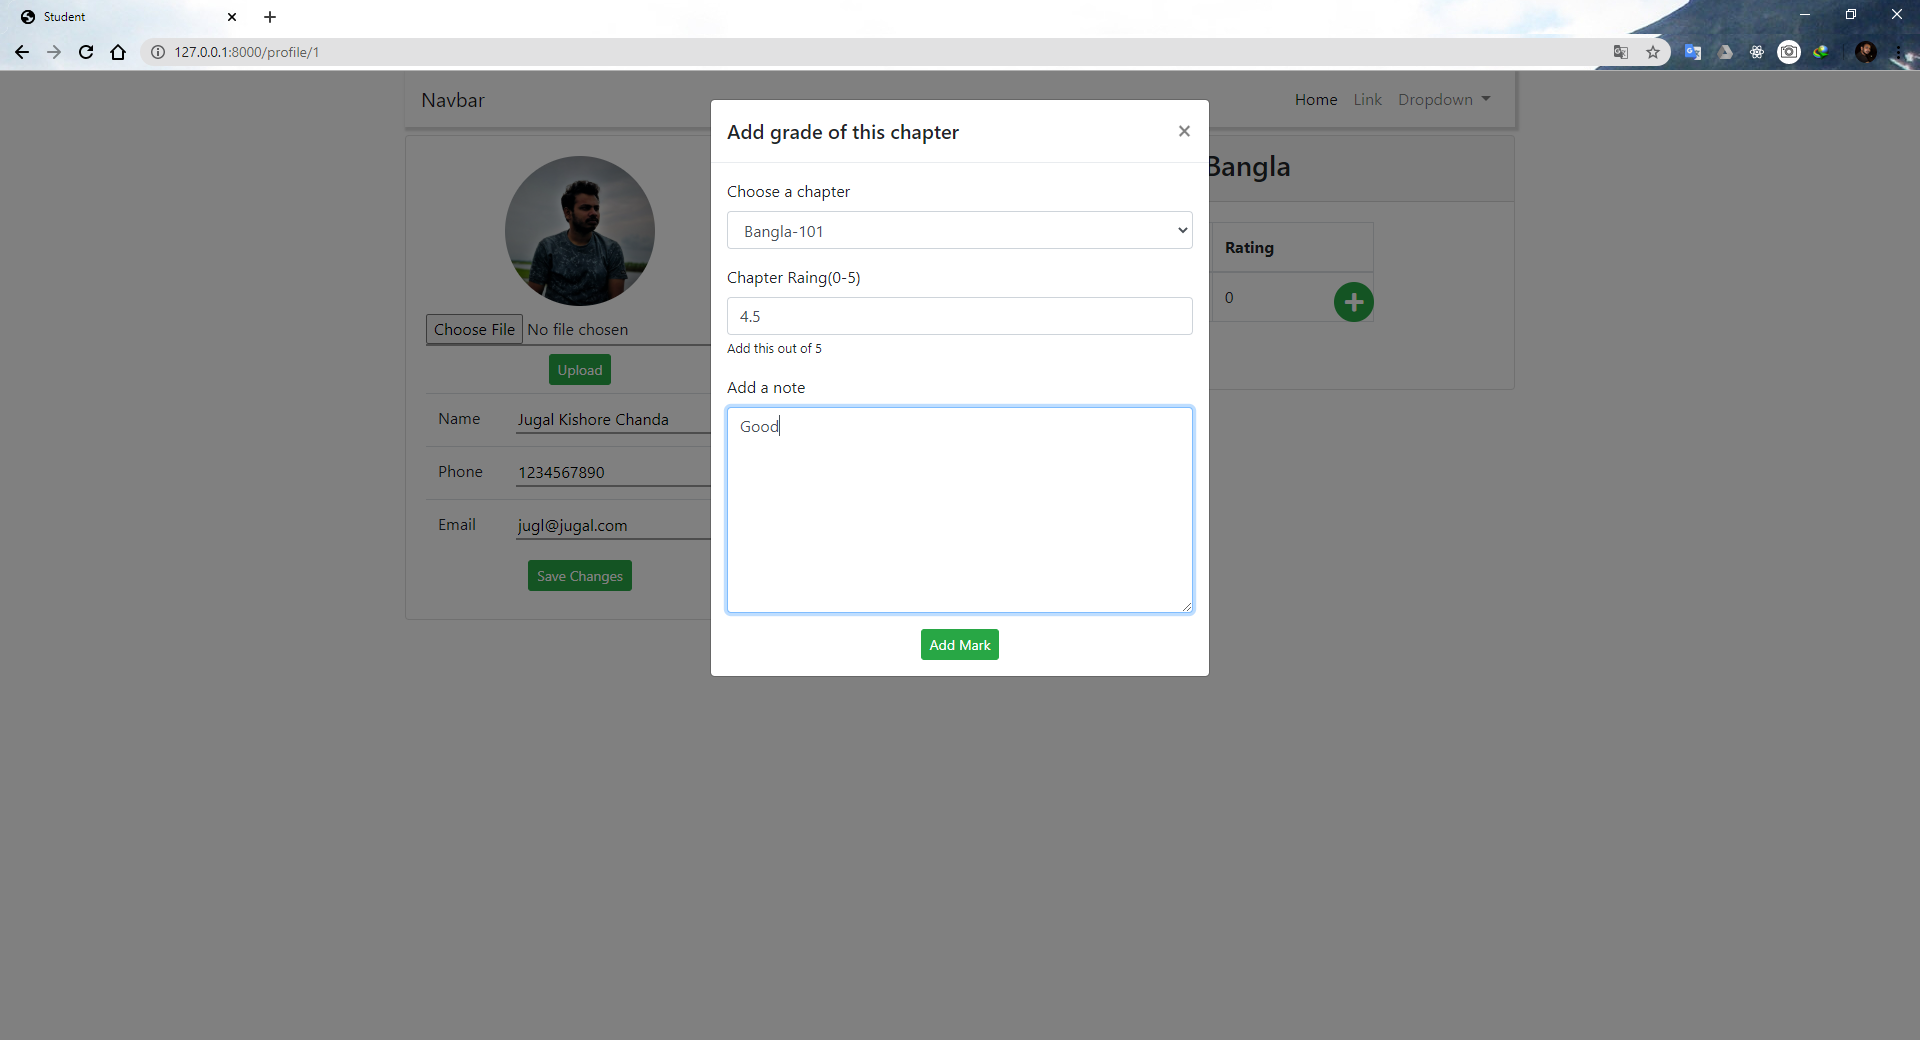 Student
127.0.0.1:8000/profile/1
Navbar
Home Link Dropdown
Add grade of this chapter
Choose a chapter
Bangla-101
Chapter Raing(0-5)
4.5
Add this out of 5
Add a note
Good
Add Mark
Choose File No file chosen
Upload
Name Jugal Kishore Chanda
Phone 1234567890
Email jugl@jugal.com
Save Changes
Bangla
Rating
0